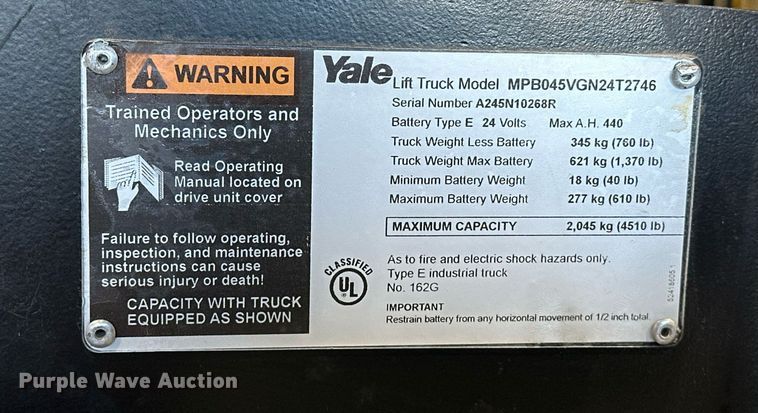 WARNING
Trained Operators and
Mechanics Only
Read Operating
Manual located on
drive unit cover
Failure to follow operating,
inspection, and maintenance
instructions can cause
serious injury or death!
CAPACITY WITH TRUCK
EQUIPPED AS SHOWN
Yale Lift Truck Model MPB045VGN24T2746
Serial Number A245N10268R
Battery Type E 24 Volts Max A.H. 440
Truck Weight Less Battery 345 kg (760 lb)
Truck Weight Max Battery 621 kg (1,370 lb)
Minimum Battery Weight 18 kg (40 lb)
Maximum Battery Weight 277 kg (610 lb)
MAXIMUM CAPACITY 2,045 kg (4510 lb)
CLASSIFIED
UL
As to fire and electric shock hazards only.
Type E industrial truck
No. 162G
IMPORTANT
Restrain battery from any horizontal movement of 1/2 inch total.
Purple Wave Auction